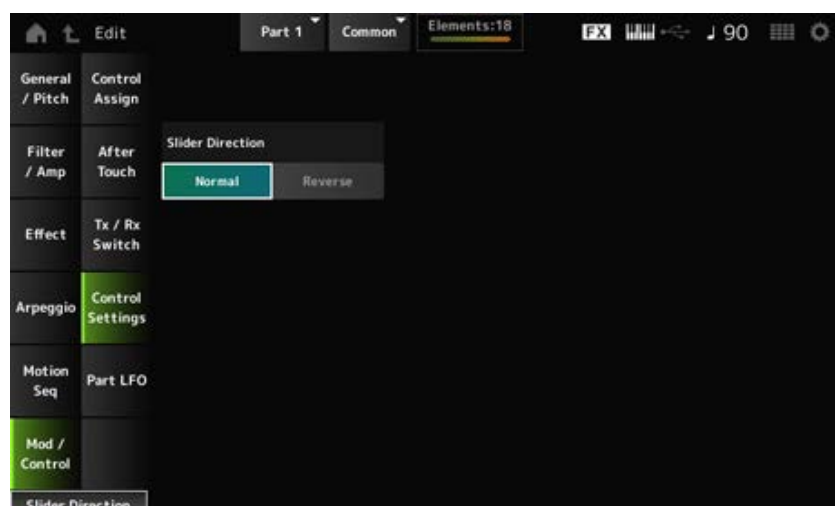 Edit
Part 1
Common
Elements:18
FX
♩ 90
General
/ Pitch
Control
Assign
Filter
/ Amp
After
Touch
Slider Direction
Normal
Reverse
Effect
Tx / Rx
Switch
Arpeggio
Control
Settings
Motion
Seq
Part LFO
Mod /
Control
Slider Direction